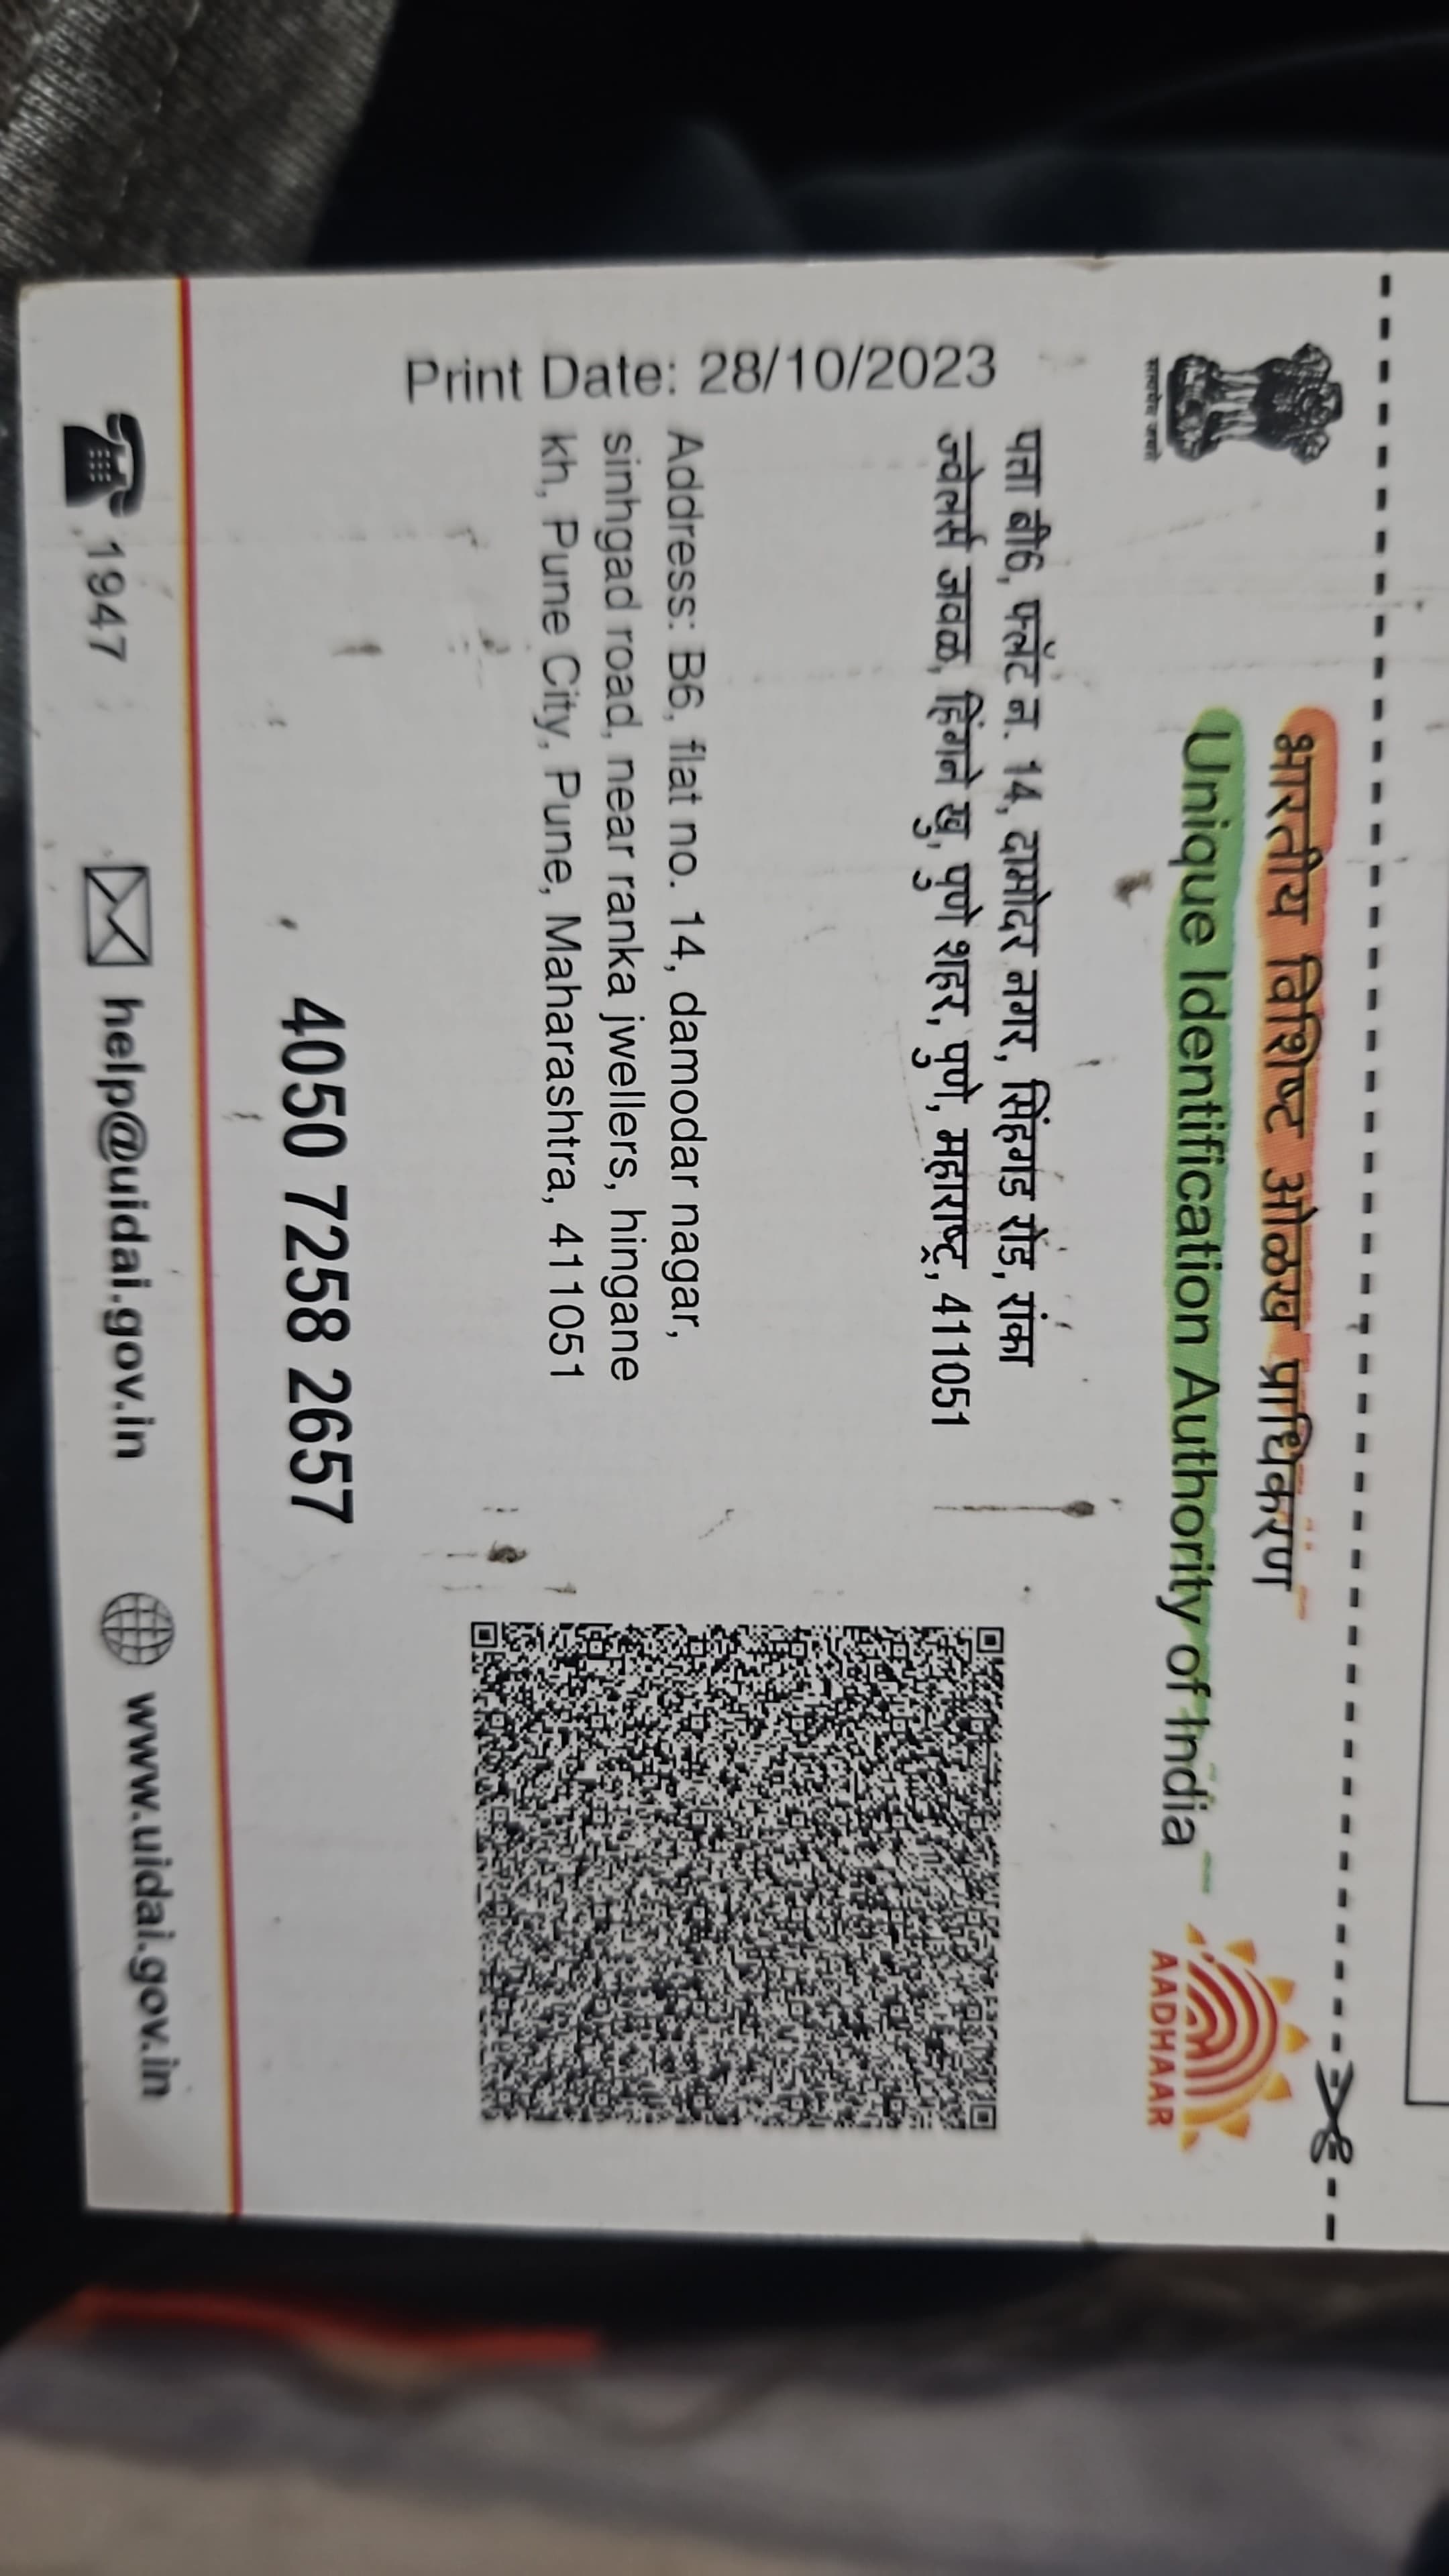 भारतीय विशिष्ट ओळख प्राधिकरण
Unique Identification Authority of India
सत्यमेव जयते
AADHAAR
Print Date: 28/10/2023
पत्ता बी6, फ्लॅट न. 14, दामोदर नगर, सिंहगड रोड, रांका
ज्वेलर्स जवळ, हिंगने खु, पुणे शहर, पुणे, महाराष्ट्र, 411051
Address: B6, flat no. 14, damodar nagar,
sinhgad road, near ranka jwellers, hingane
kh, Pune City, Pune, Maharashtra, 411051
4050 7258 2657
1947 help@uidai.gov.in www.uidai.gov.in